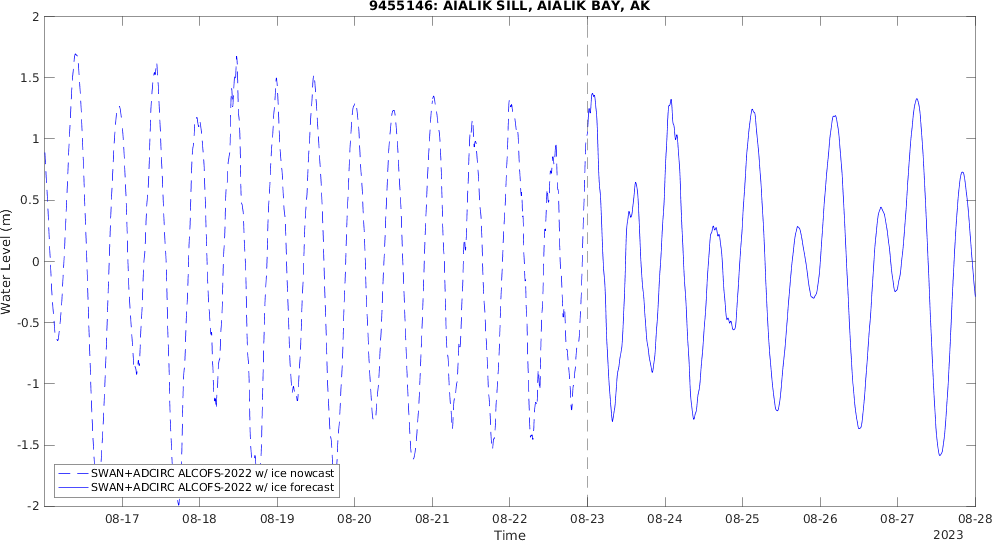 9455146: AIALIK SILL, AIALIK BAY, AK
Water Level (m)
2
1.5
1
0.5
0
-0.5
-1
-1.5
-2
SWAN+ADCIRC ALCOFS-2022 w/ ice nowcast
SWAN+ADCIRC ALCOFS-2022 w/ ice forecast
08-17 08-18 08-19 08-20 08-21 08-22 08-23 08-24 08-25 08-26 08-27 08-28
Time
2023